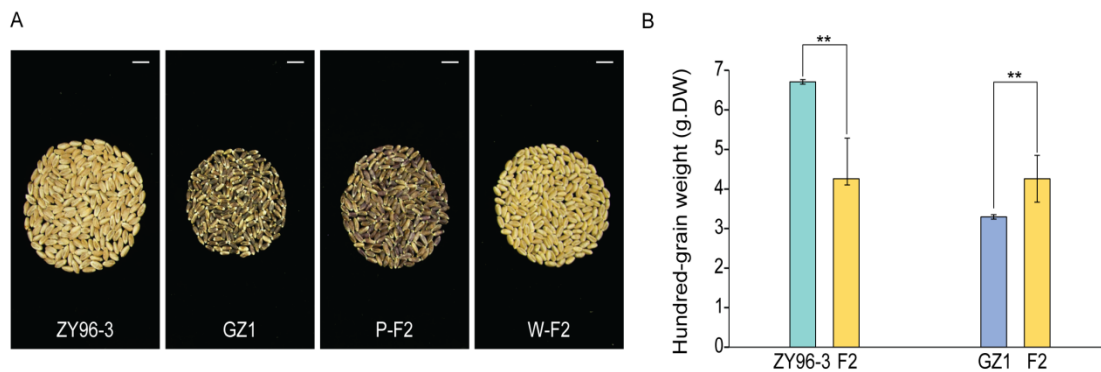 A
ZY96-3
GZ1
P-F2
W-F2
B
Hundred-grain weight (g.DW)
7
6
5
4
3
2
1
0
**
**
ZY96-3 F2
GZ1 F2